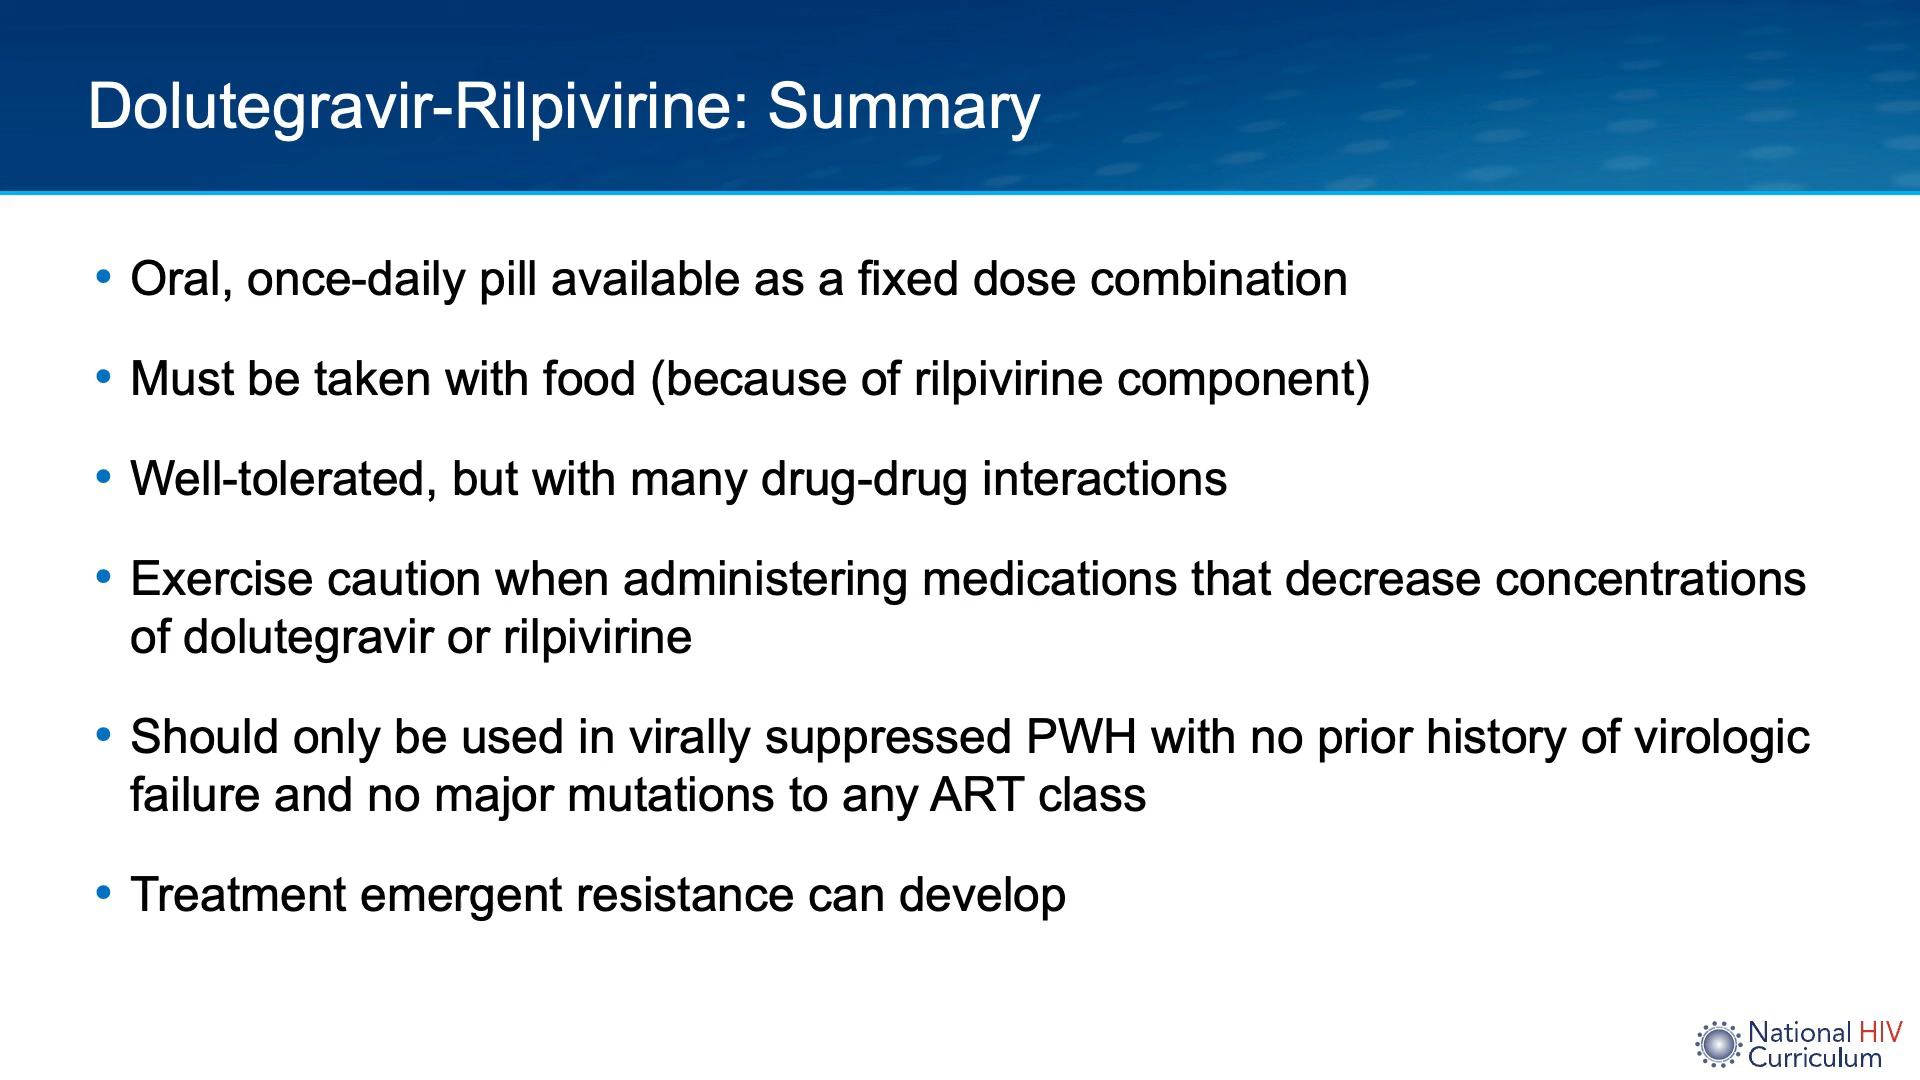 Dolutegravir-Rilpivirine: Summary
• Oral, once-daily pill available as a fixed dose combination
• Must be taken with food (because of rilpivirine component)
• Well-tolerated, but with many drug-drug interactions
• Exercise caution when administering medications that decrease concentrations
of dolutegravir or rilpivirine
• Should only be used in virally suppressed PWH with no prior history of virologic
failure and no major mutations to any ART class
• Treatment emergent resistance can develop
National HIV
Curriculum